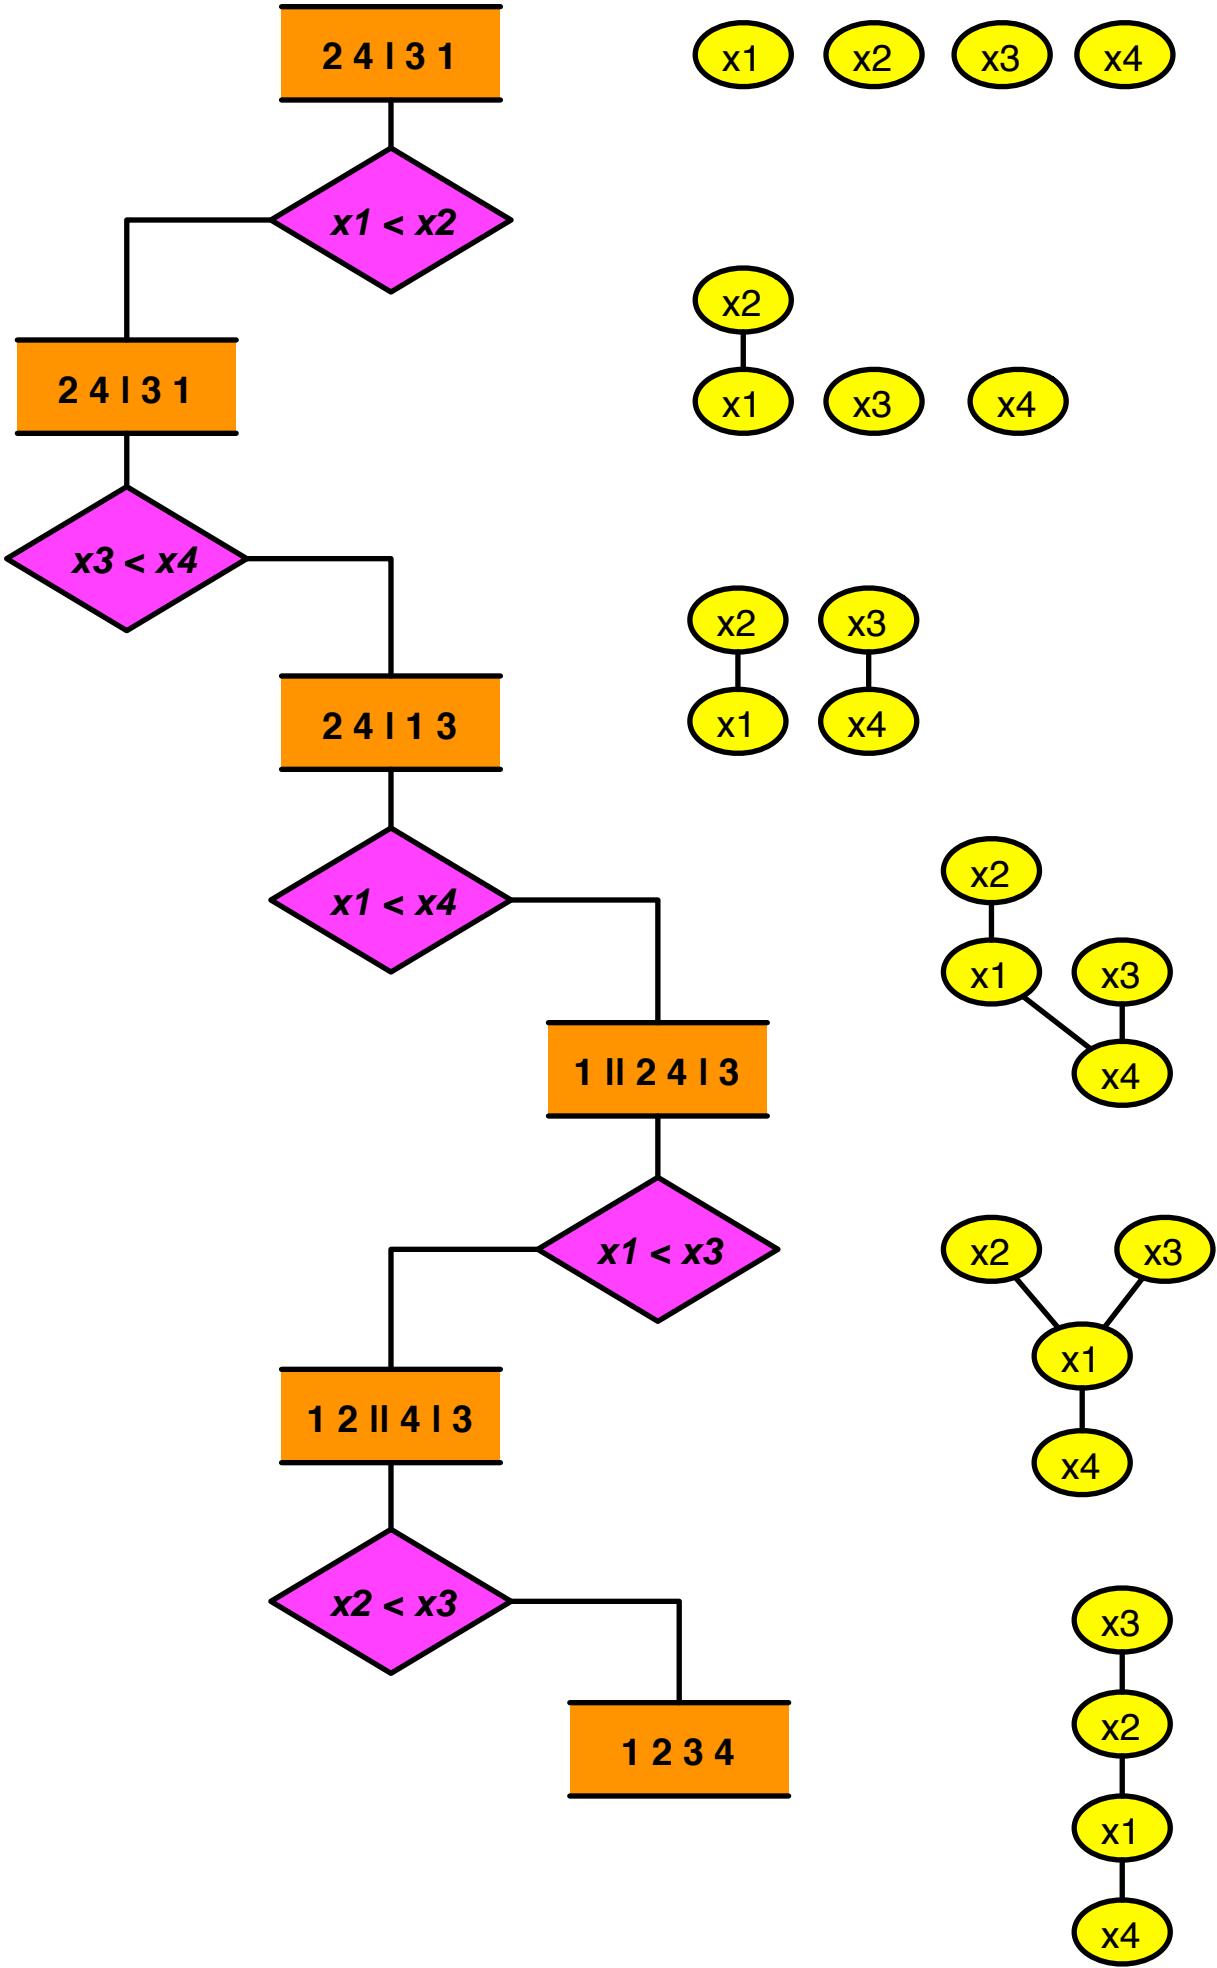 2 4 | 3 1
x1 x2 x3 x4
x1 < x2
x2
2 4 | 3 1
x1 x3 x4
x3 < x4
x2 x3
2 4 | 1 3
x1 x4
x2
x1 < x4
x1 x3
1 || 2 4 | 3
x4
x1 < x3
x2 x3
x1
1 2 || 4 | 3
x4
x2 < x3
x3
x2
1 2 3 4
x1
x4